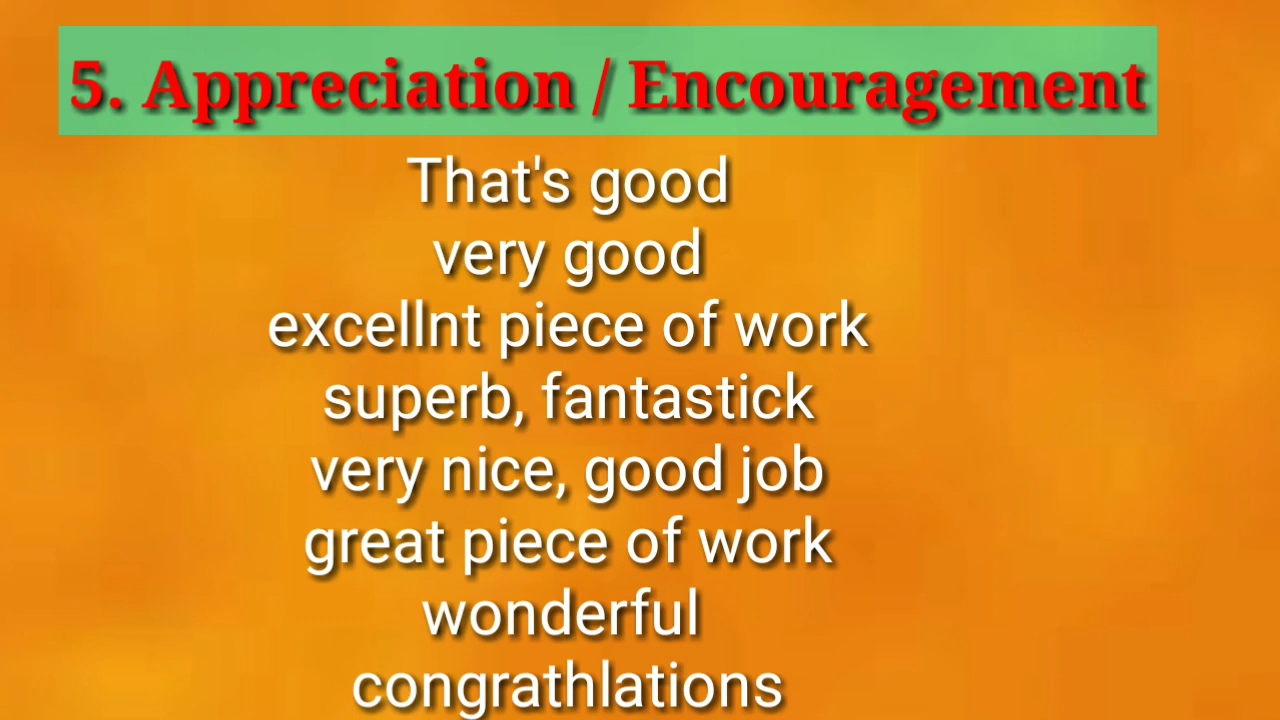 5. Appreciation / Encouragement
That's good
very good
excellnt piece of work
superb, fantastick
very nice, good job
great piece of work
wonderful
congrathlations